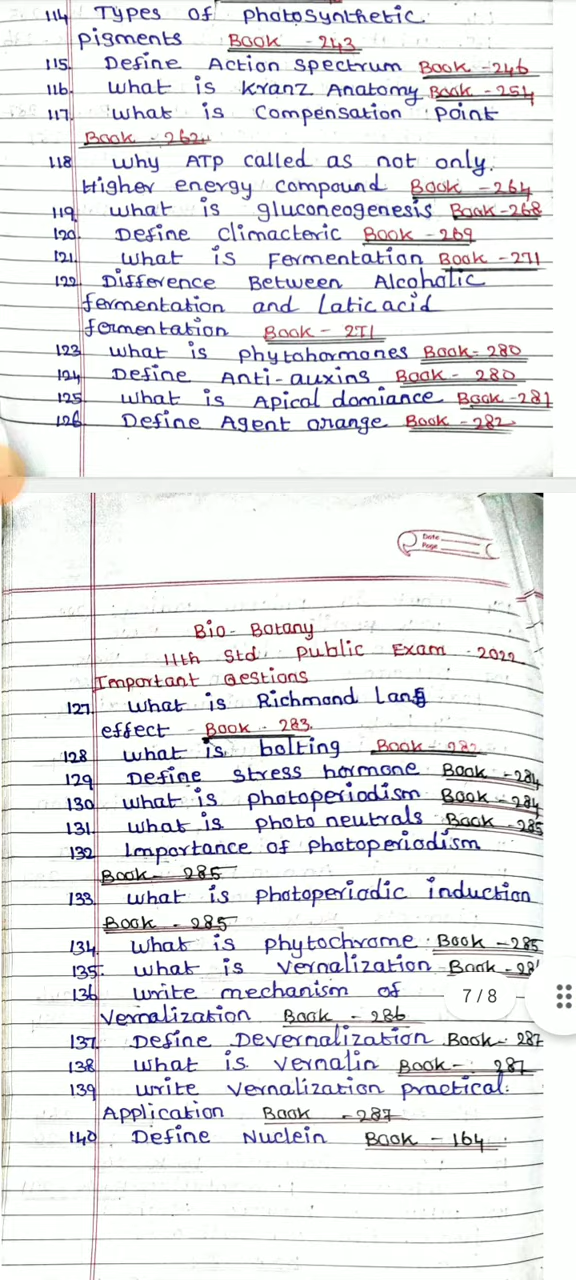 114 Types of photosynthetic
pigments Book - 243
115. Define Action spectrum Book - 246
116. what is kranz Anatomy Book - 254
117. what is Compensation point
Book - 262
118 why ATP called as not only.
Higher energy compound Book - 264
119. what is gluconeogenesis Book - 268
120. Define climacteric Book - 269
121. what is Fermentation Book - 271
122. Difference Between Alcoholic
fermentation and Latic acid
formentation Book - 271
123 what is phytohormones Book - 280
124 Define Anti-auxins Book - 280
125 what is Apical domiance Book - 281
126 Define Agent orange Book - 282
Date
Page
Bio - Botany
11th Std public Exam - 2022
Important Qestions
127. what is Richmond Lang
effect Book - 283.
128 what is bolting Book -
129 Define stress hormone Book - 284
130 what is photoperiodism Book - 284
131. what is photo neutrals Book - 285
132 Importance of photoperiodism
Book - 285
133 what is photoperiodic induction
Book - 285
134. what is phytochrome. Book - 285
135. what is vernalization Book - 28
136 write mechanism of 7 / 8
Vernalization Book - 286
137 Define Devernalization Book - 287
138 what is vernalin Book - 287
139 write vernalization practical.
Application Book - 287
140 Define Nuclein Book - 164